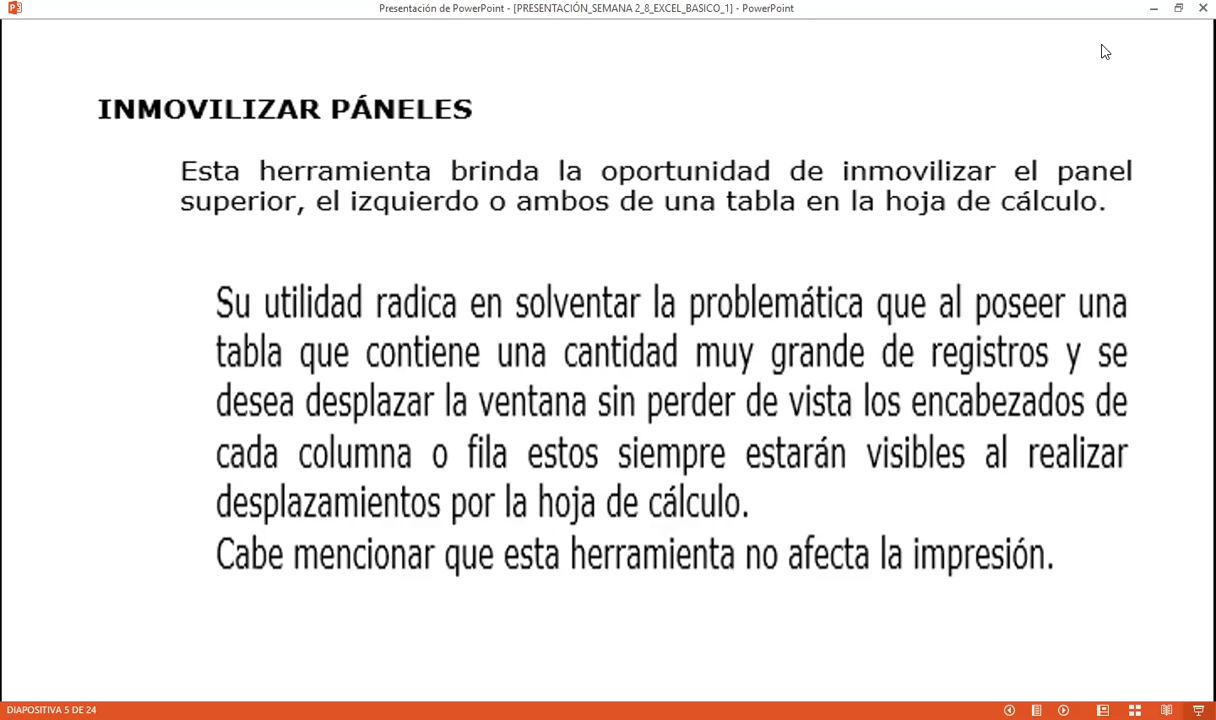 Presentación de PowerPoint - [PRESENTACIÓN_SEMANA 2_8_EXCEL_BASICO_1] - PowerPoint
INMOVILIZAR PÁNELES
Esta herramienta brinda la oportunidad de inmovilizar el panel
superior, el izquierdo o ambos de una tabla en la hoja de cálculo.
Su utilidad radica en solventar la problemática que al poseer una
tabla que contiene una cantidad muy grande de registros y se
desea desplazar la ventana sin perder de vista los encabezados de
cada columna o fila estos siempre estarán visibles al realizar
desplazamientos por la hoja de cálculo.
Cabe mencionar que esta herramienta no afecta la impresión.
DIAPOSITIVA 5 DE 24